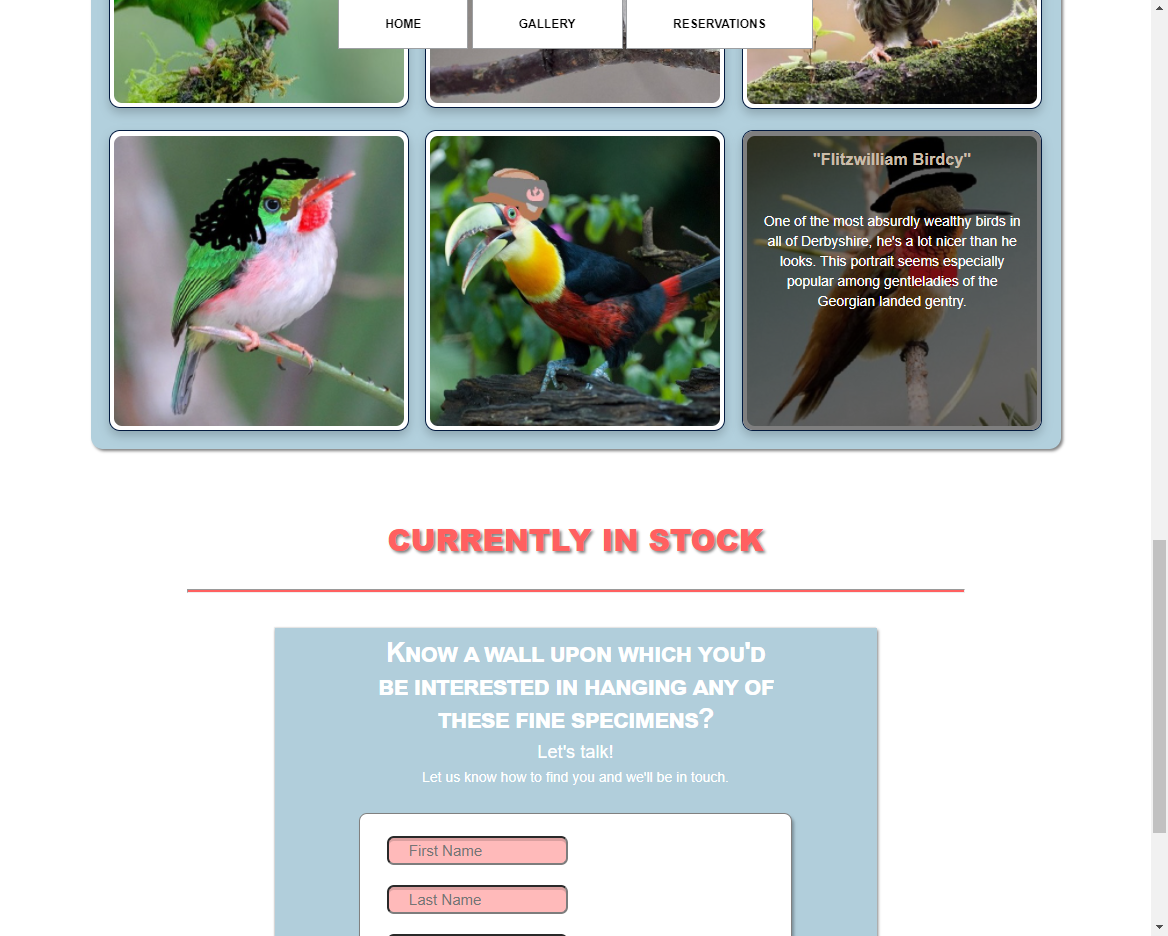 HOME
GALLERY
RESERVATIONS
"Flitzwilliam Birdcy"
One of the most absurdly wealthy birds in
all of Derbyshire, he's a lot nicer than he
looks. This portrait seems especially
popular among gentleladies of the
Georgian landed gentry.
CURRENTLY IN STOCK
Know a wall upon which you'd
be interested in hanging any of
these fine specimens?
Let's talk!
Let us know how to find you and we'll be in touch.
First Name
Last Name